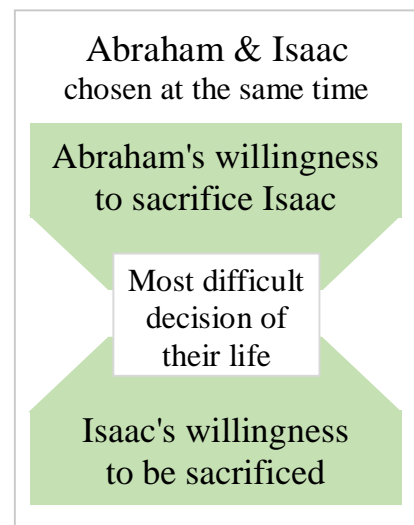 Abraham & Isaac
chosen at the same time
Abraham's willingness
to sacrifice Isaac
Most difficult
decision of
their life
Isaac's willingness
to be sacrificed